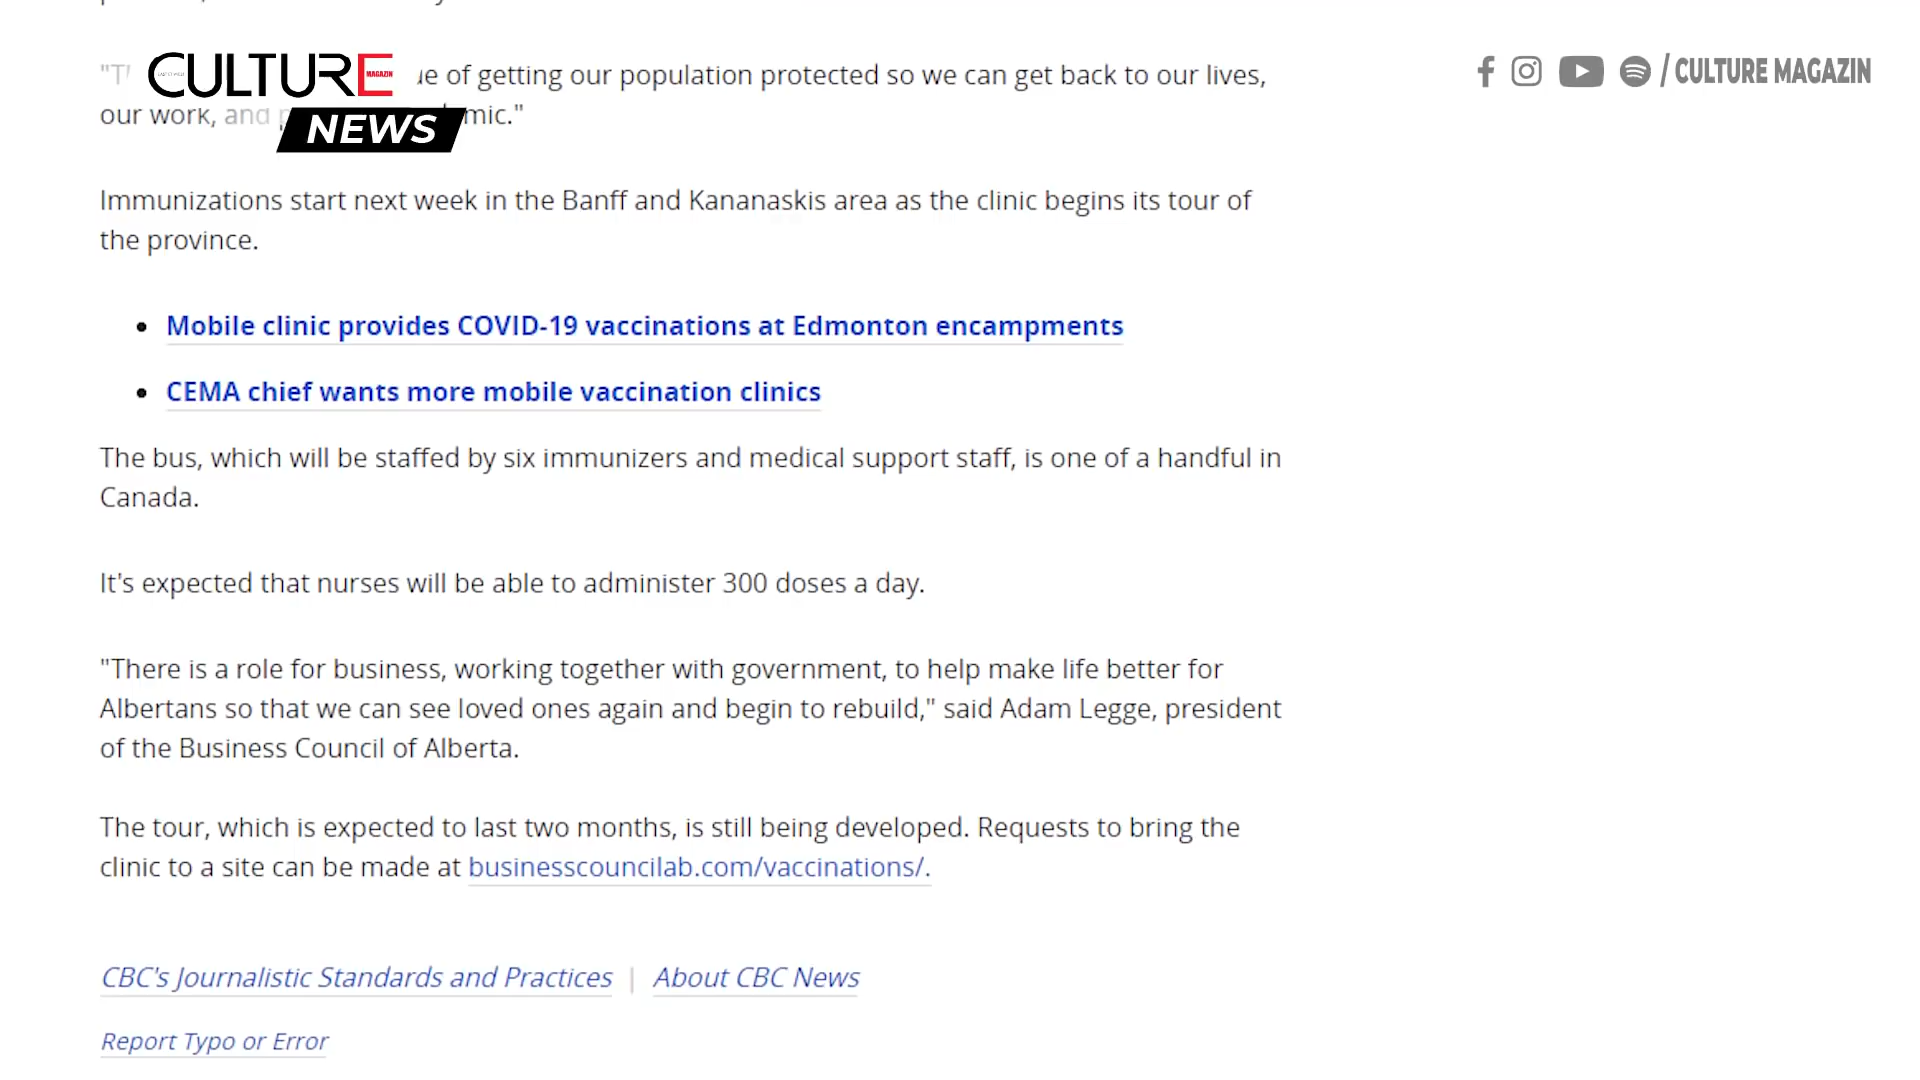 CULTURE
MAGAZIN
NEWS
/ CULTURE MAGAZIN
of getting our population protected so we can get back to our lives,
our work, and
Immunizations start next week in the Banff and Kananaskis area as the clinic begins its tour of
the province.
Mobile clinic provides COVID-19 vaccinations at Edmonton encampments
CEMA chief wants more mobile vaccination clinics
The bus, which will be staffed by six immunizers and medical support staff, is one of a handful in
Canada.
It's expected that nurses will be able to administer 300 doses a day.
"There is a role for business, working together with government, to help make life better for
Albertans so that we can see loved ones again and begin to rebuild," said Adam Legge, president
of the Business Council of Alberta.
The tour, which is expected to last two months, is still being developed. Requests to bring the
clinic to a site can be made at businesscouncilab.com/vaccinations/.
CBC's Journalistic Standards and Practices | About CBC News
Report Typo or Error